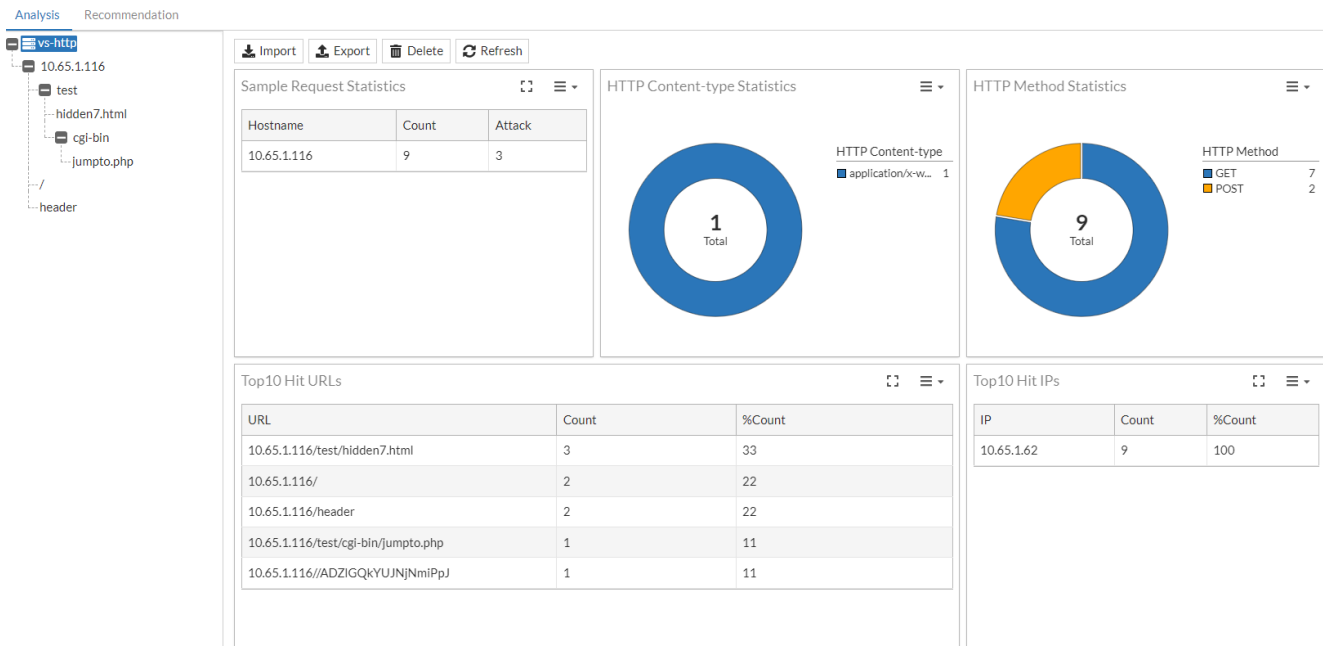 Analysis Recommendation
vs-http
10.65.1.116
test
hidden7.html
cgi-bin
jumpto.php
/
header
Import Export Delete Refresh
Sample Request Statistics
Hostname Count Attack
10.65.1.116 9 3
HTTP Content-type Statistics
1
Total
HTTP Content-type
application/x-w... 1
HTTP Method Statistics
9
Total
HTTP Method
GET 7
POST 2
Top10 Hit URLs
URL Count %Count
10.65.1.116/test/hidden7.html 3 33
10.65.1.116/ 2 22
10.65.1.116/header 2 22
10.65.1.116/test/cgi-bin/jumpto.php 1 11
10.65.1.116//ADZIGQkYUJNjNmiPpJ 1 11
Top10 Hit IPs
IP Count %Count
10.65.1.62 9 100